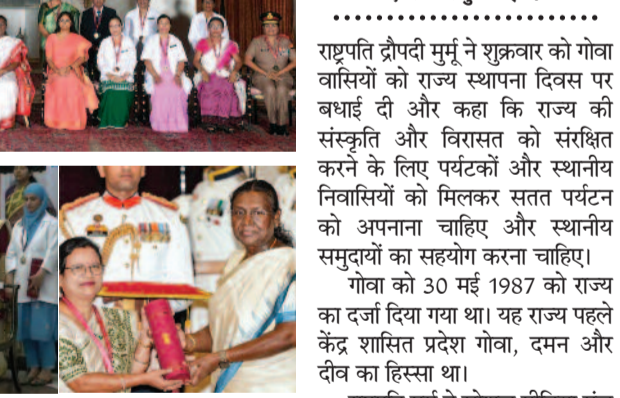 राष्ट्रपति द्रौपदी मुर्मू ने शुक्रवार को गोवा
वासियों को राज्य स्थापना दिवस पर
बधाई दी और कहा कि राज्य की
संस्कृति और विरासत को संरक्षित
करने के लिए पर्यटकों और स्थानीय
निवासियों को मिलकर सतत पर्यटन
को अपनाना चाहिए और स्थानीय
समुदायों का सहयोग करना चाहिए।
गोवा को 30 मई 1987 को राज्य
का दर्जा दिया गया था। यह राज्य पहले
केंद्र शासित प्रदेश गोवा, दमन और
दीव का हिस्सा था।